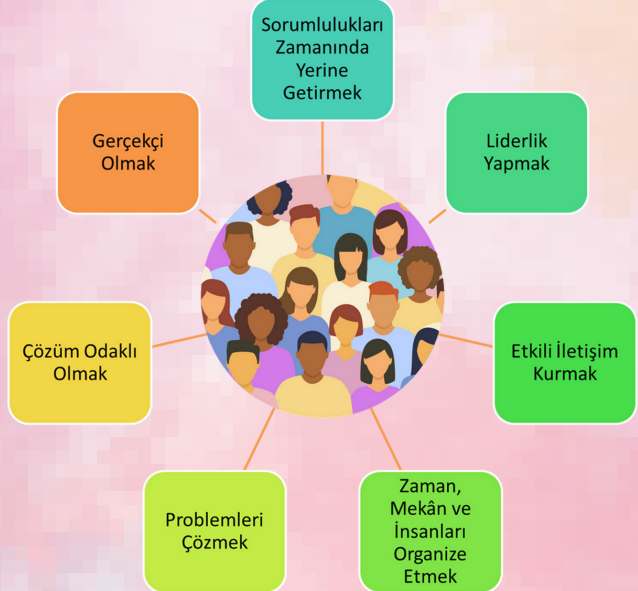 Sorumlulukları
Zamanında
Yerine
Getirmek
Liderlik
Yapmak
Etkili İletişim
Kurmak
Zaman,
Mekân ve
İnsanları
Organize
Etmek
Problemleri
Çözmek
Çözüm Odaklı
Olmak
Gerçekçi
Olmak